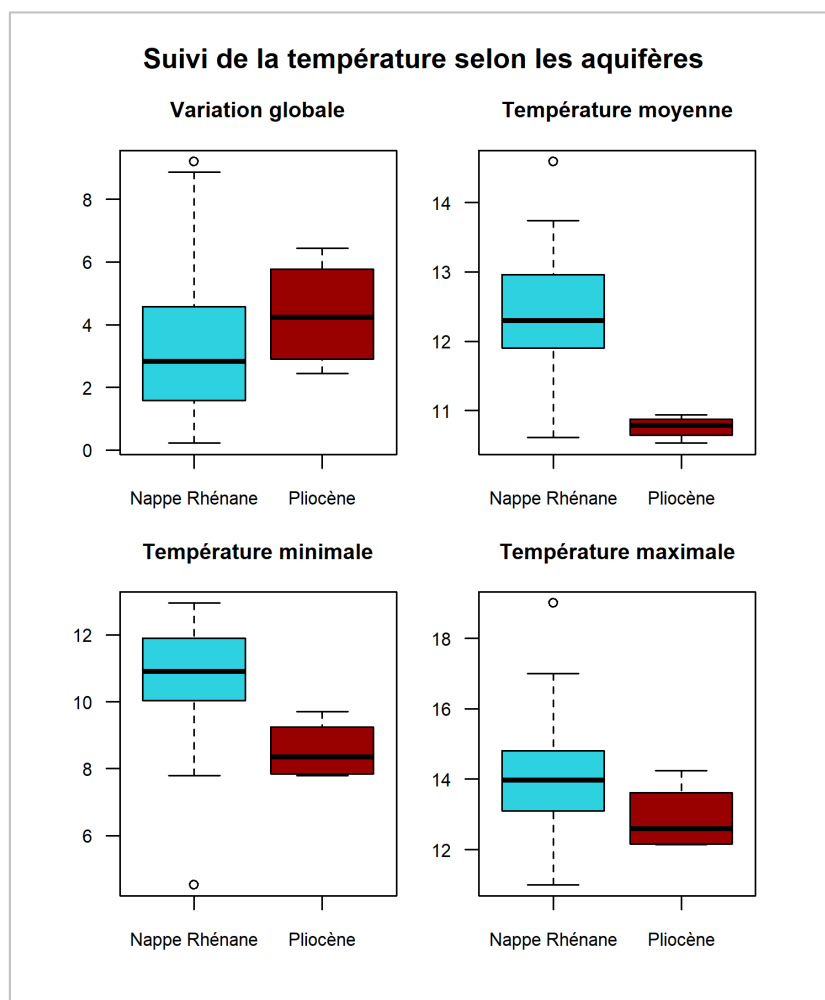 Suivi de la température selon les aquifères
Variation globale
Température moyenne
8
6
4
2
0
14
13
12
11
Nappe Rhénane Pliocène
Nappe Rhénane Pliocène
Température minimale
Température maximale
12
10
8
6
18
16
14
12
Nappe Rhénane Pliocène
Nappe Rhénane Pliocène